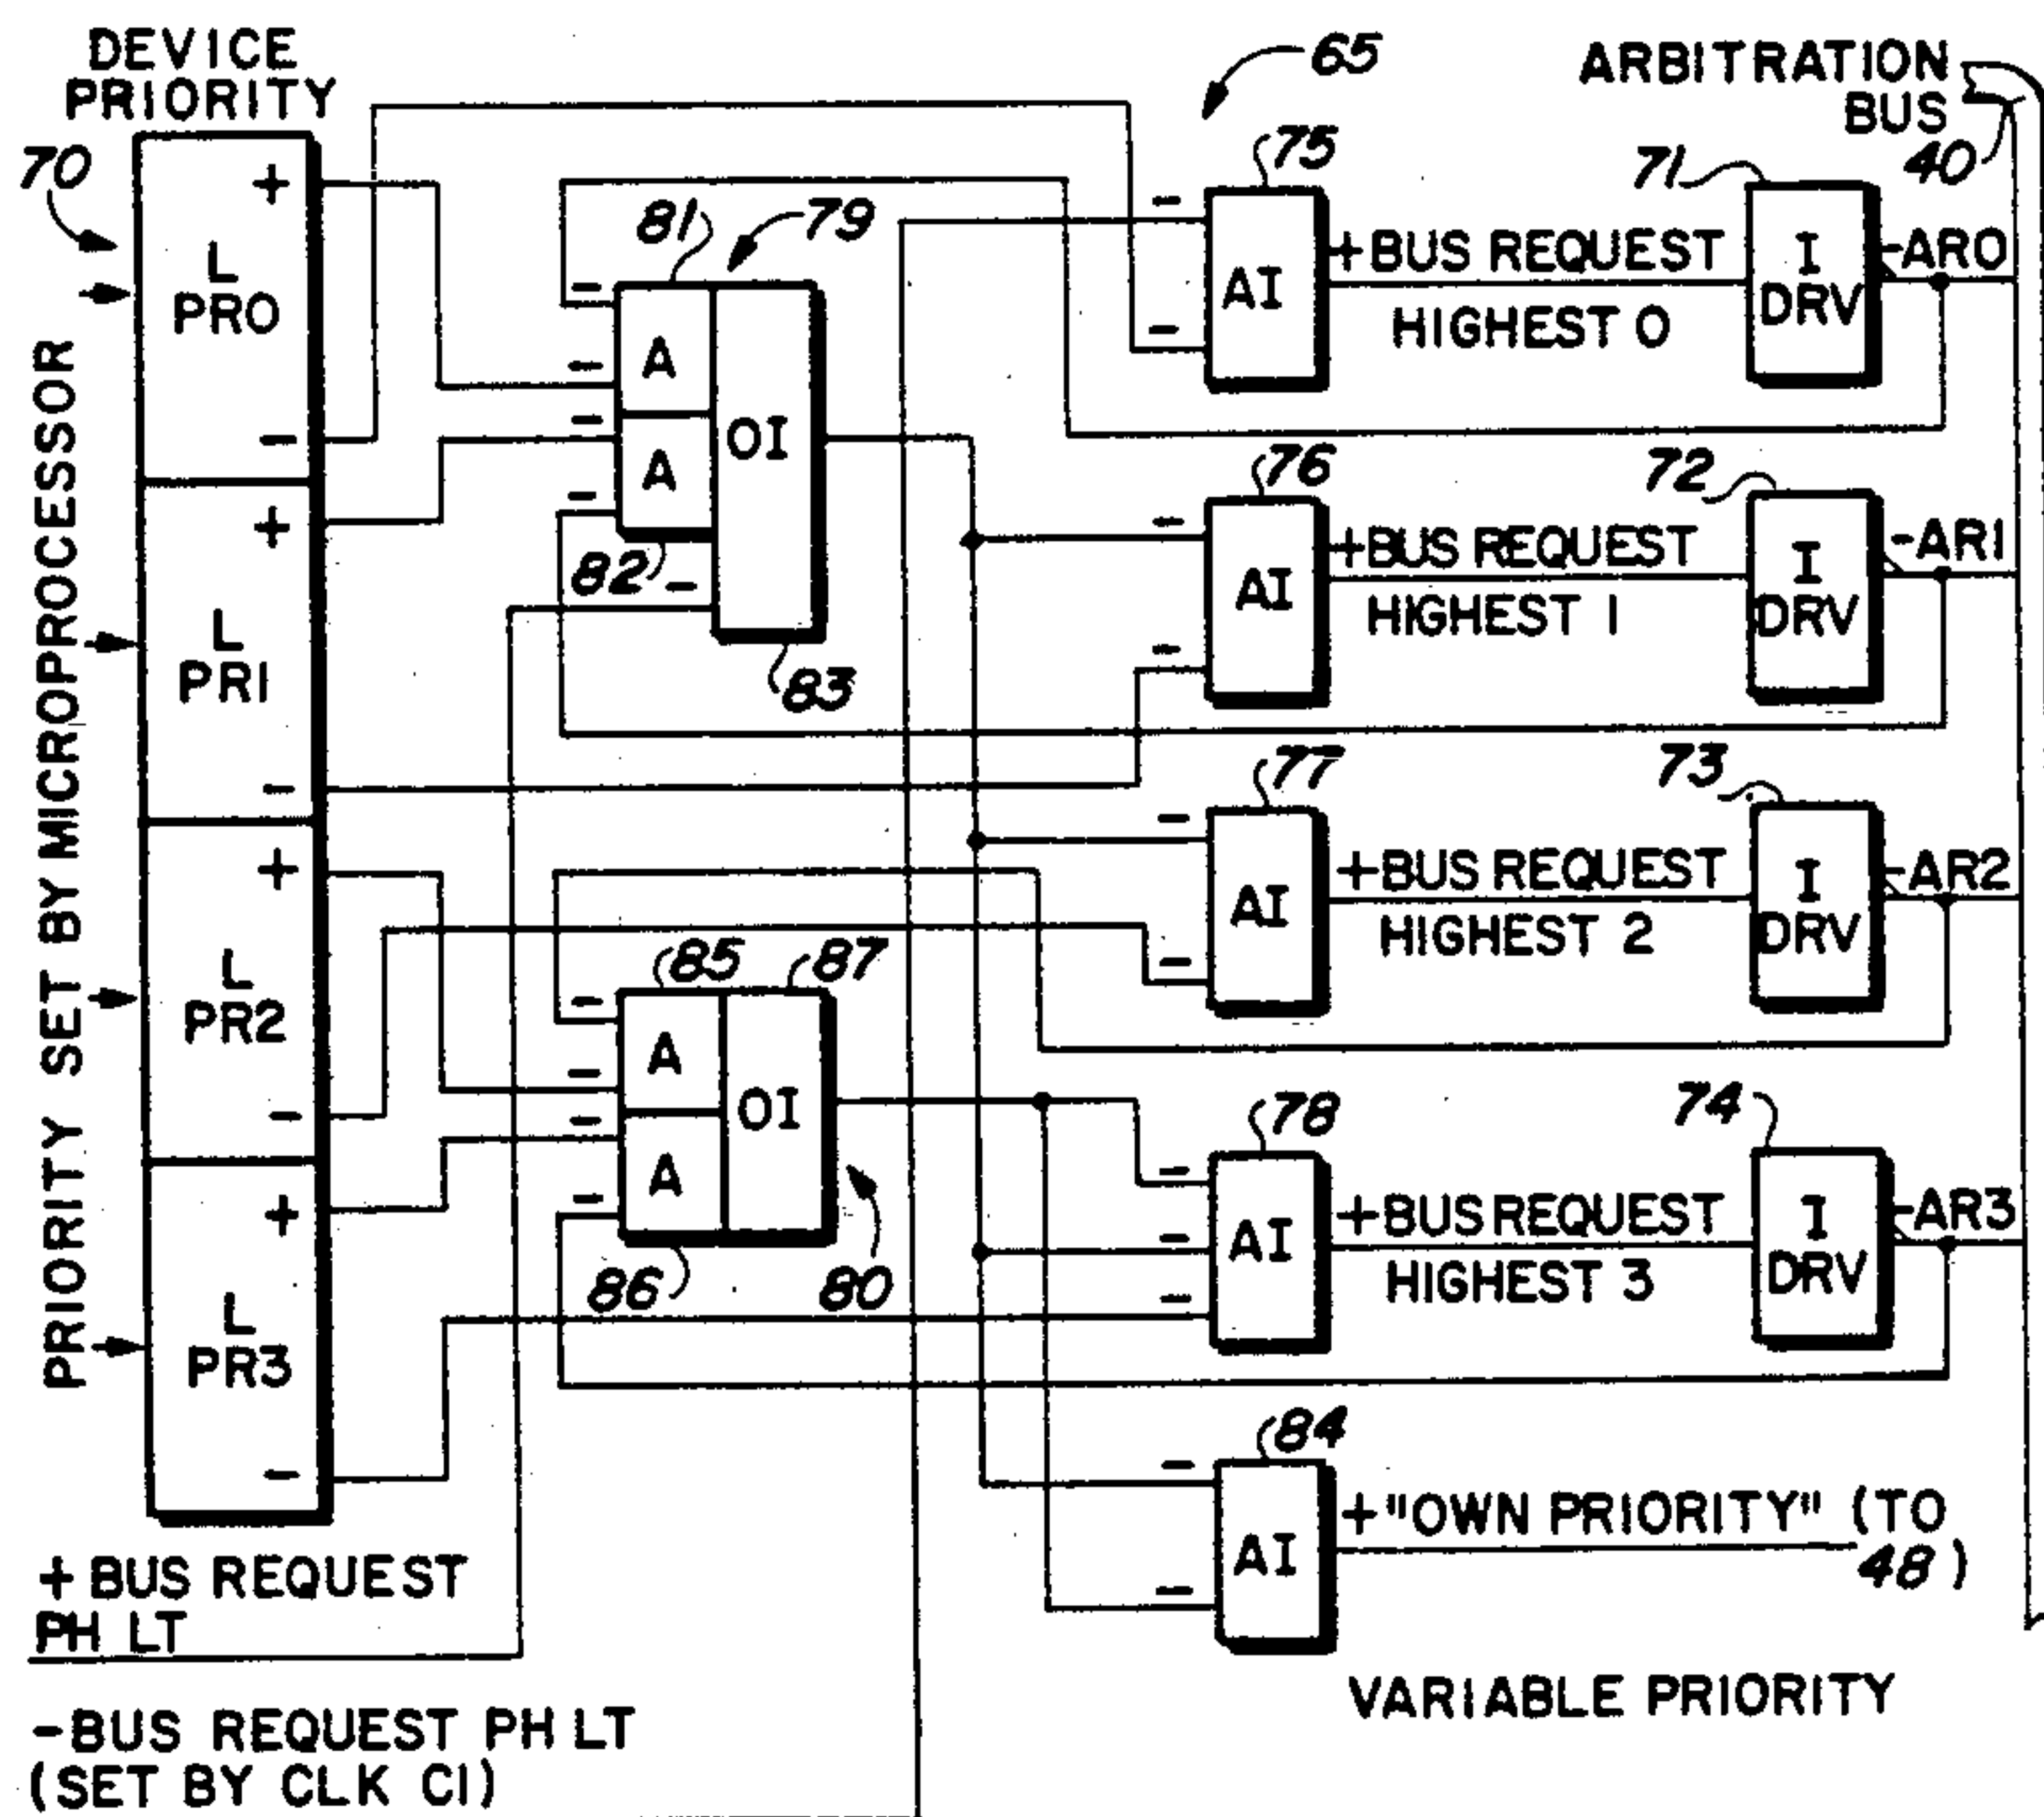 DEVICE
PRIORITY
65
ARBITRATION
BUS
40
70
75
71
+
81
79
-
L
PR0
-
-
AI
+BUS REQUEST
HIGHEST 0
I
DRV
-AR0
PRIORITY SET BY MICROPROCESSOR
-
-
-
-
A
A
OI
82
-
83
76
72
+
L
PR1
-
-
-
AI
+BUS REQUEST
HIGHEST 1
I
DRV
-AR1
77
73
+
L
PR2
-
-
-
AI
+BUS REQUEST
HIGHEST 2
I
DRV
-AR2
85
87
-
-
-
-
A
A
OI
86
80
78
74
+
L
PR3
-
-
-
-
AI
+BUS REQUEST
HIGHEST 3
I
DRV
-AR3
84
-
-
AI
+"OWN PRIORITY" (TO
48)
+BUS REQUEST
PH LT
VARIABLE PRIORITY
-BUS REQUEST PH LT
(SET BY CLK C1)